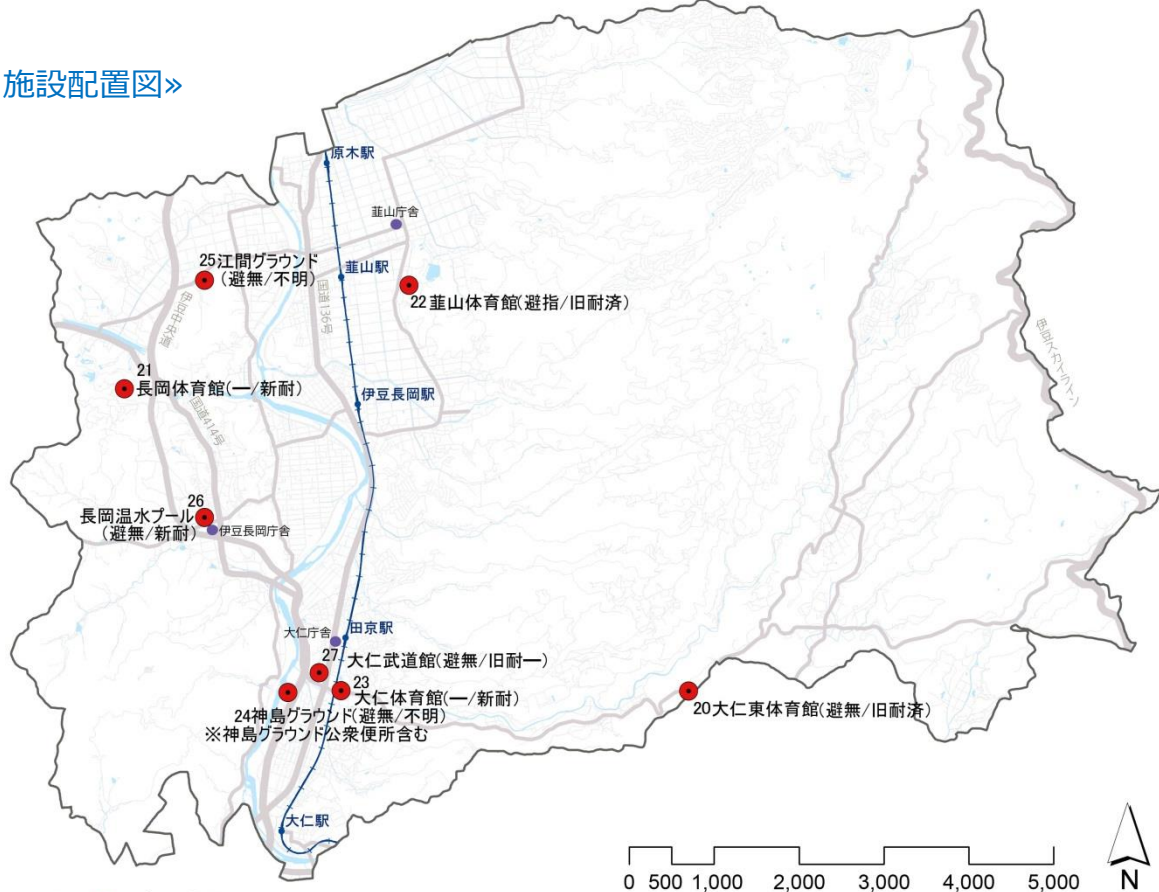 施設配置図»
原木駅
韮山庁舎
25江間グラウンド
(避無/不明)
韮山駅
国道136号
22韮山体育館(避指/旧耐済)
伊豆中央道
伊豆スカイライン
21
長岡体育館(―/新耐)
伊豆長岡駅
国道414号
26
長岡温水プール
(避無/新耐)
伊豆長岡庁舎
大仁庁舎
田京駅
27
大仁武道館(避無/旧耐―)
23
大仁体育館(―/新耐)
24神島グラウンド(避無/不明)
※神島グラウンド公衆便所含む
20大仁東体育館(避無/旧耐済)
大仁駅
0 500 1,000 2,000 3,000 4,000 5,000
N